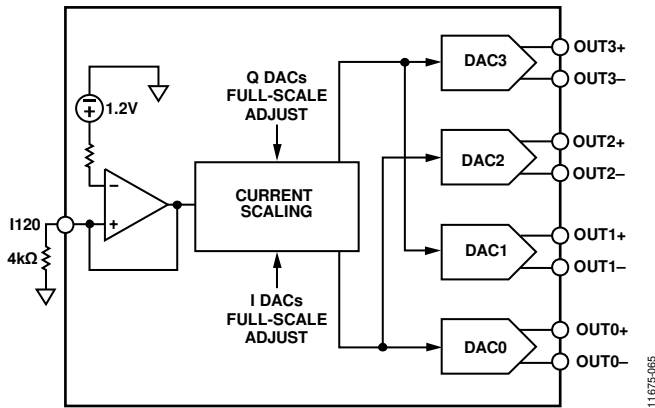 Q DACs
FULL-SCALE
ADJUST
1.2V
−
+
I120
4kΩ
CURRENT
SCALING
I DACs
FULL-SCALE
ADJUST
DAC3
OUT3+
OUT3–
DAC2
OUT2+
OUT2–
DAC1
OUT1+
OUT1–
DAC0
OUT0+
OUT0–
11675-065